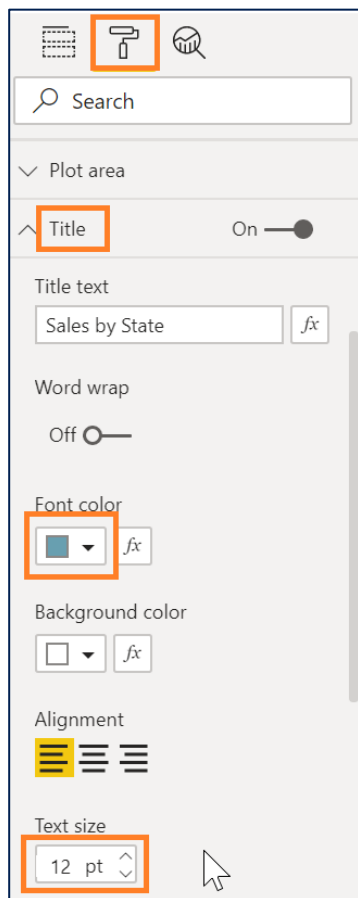 Search
Plot area
Title On
Title text
Sales by State fx
Word wrap
Off
Font color
fx
Background color
fx
Alignment
Text size
12 pt